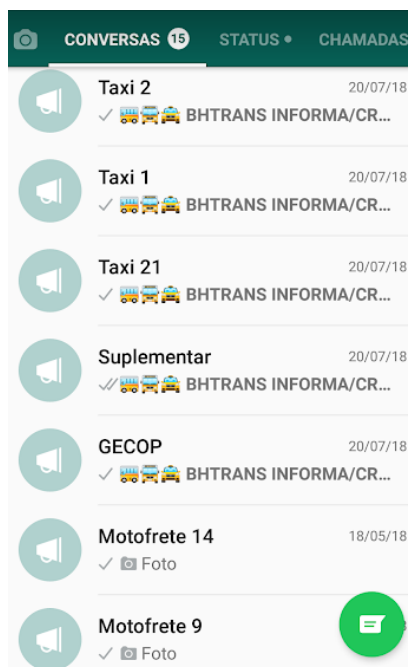 CONVERSAS 15 STATUS • CHAMADAS
Taxi 2 20/07/18
BHTRANS INFORMA/CR...
Taxi 1 20/07/18
BHTRANS INFORMA/CR...
Taxi 21 20/07/18
BHTRANS INFORMA/CR...
Suplementar 20/07/18
BHTRANS INFORMA/CR...
GECOP 20/07/18
BHTRANS INFORMA/CR...
Motofrete 14 18/05/18
Foto
Motofrete 9
Foto